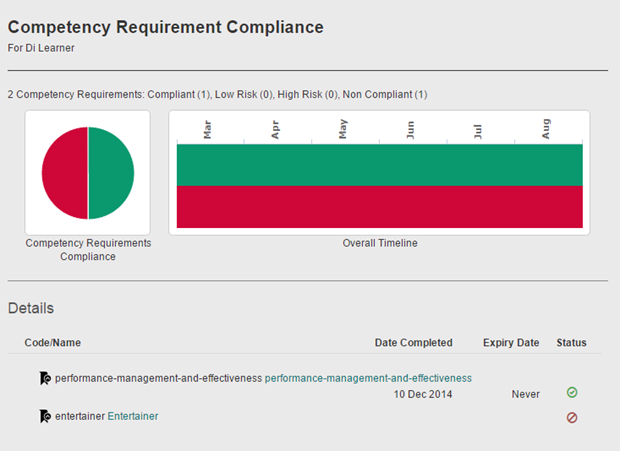 Competency Requirement Compliance
For Di Learner
2 Competency Requirements: Compliant (1), Low Risk (0), High Risk (0), Non Compliant (1)
Mar Apr May Jun Jul Aug
Competency Requirements
Compliance
Overall Timeline
Details
Code/Name Date Completed Expiry Date Status
performance-management-and-effectiveness performance-management-and-effectiveness
10 Dec 2014 Never
entertainer Entertainer